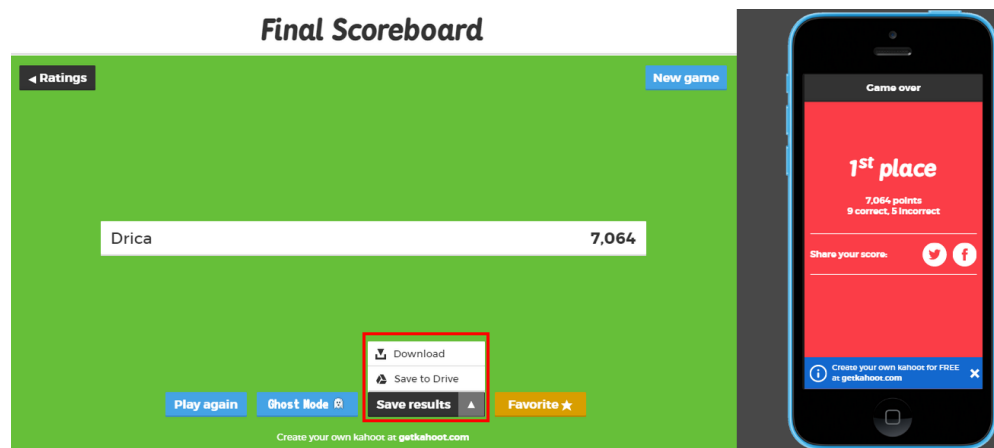 Final Scoreboard
◀ Ratings
New game
Drica 7,064
Download
Save to Drive
Play again
Ghost Mode
Save results ▲
Favorite ★
Create your own kahoot at getkahoot.com
Game over
1st place
7,064 points
9 correct, 5 incorrect
Share your score:
Create your own kahoot for FREE
at getkahoot.com